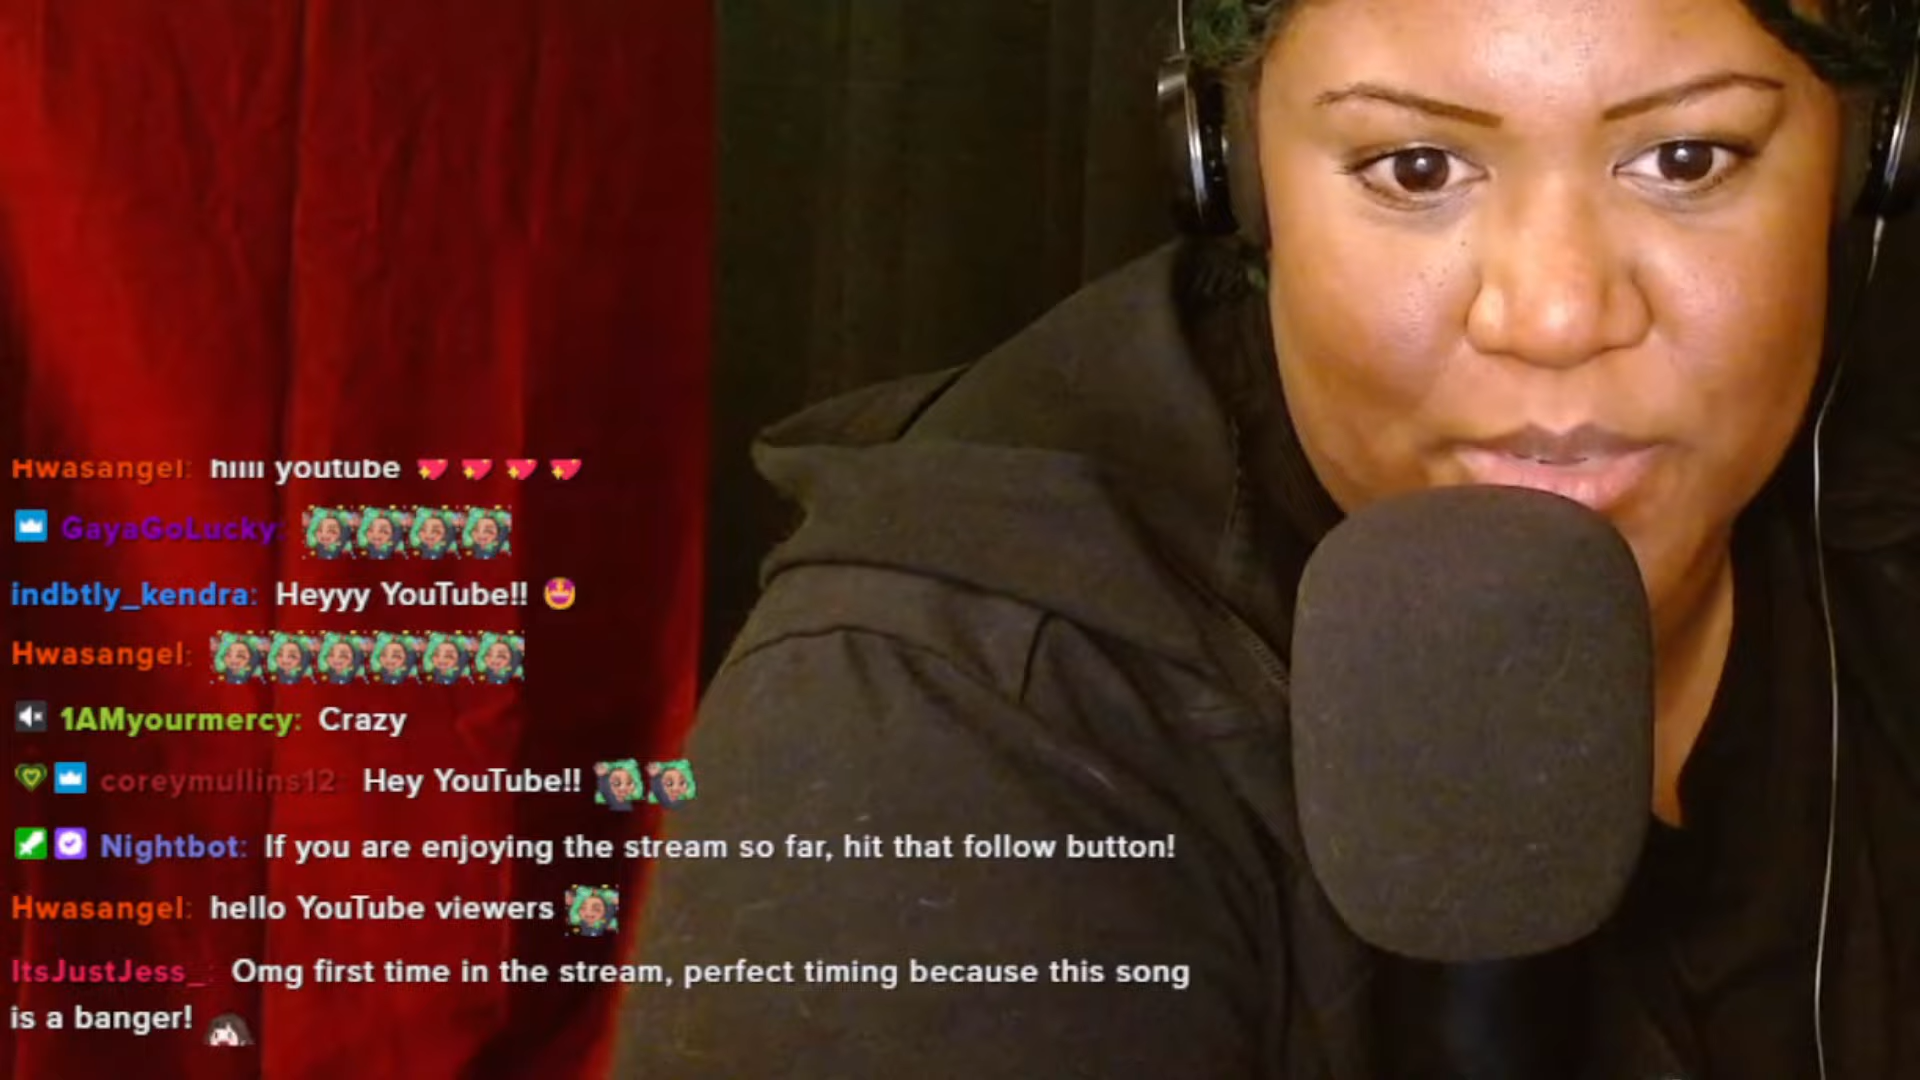 Hwasangel: hiiii youtube 💖 💖 💖 💖
GayaGoLucky:
indbtly_kendra: Heyyy YouTube!! 🤩
Hwasangel:
1AMyourmercy: Crazy
coreymullins12: Hey YouTube!!
Nightbot: If you are enjoying the stream so far, hit that follow button!
Hwasangel: hello YouTube viewers
ItsJustJess_: Omg first time in the stream, perfect timing because this song
is a banger!